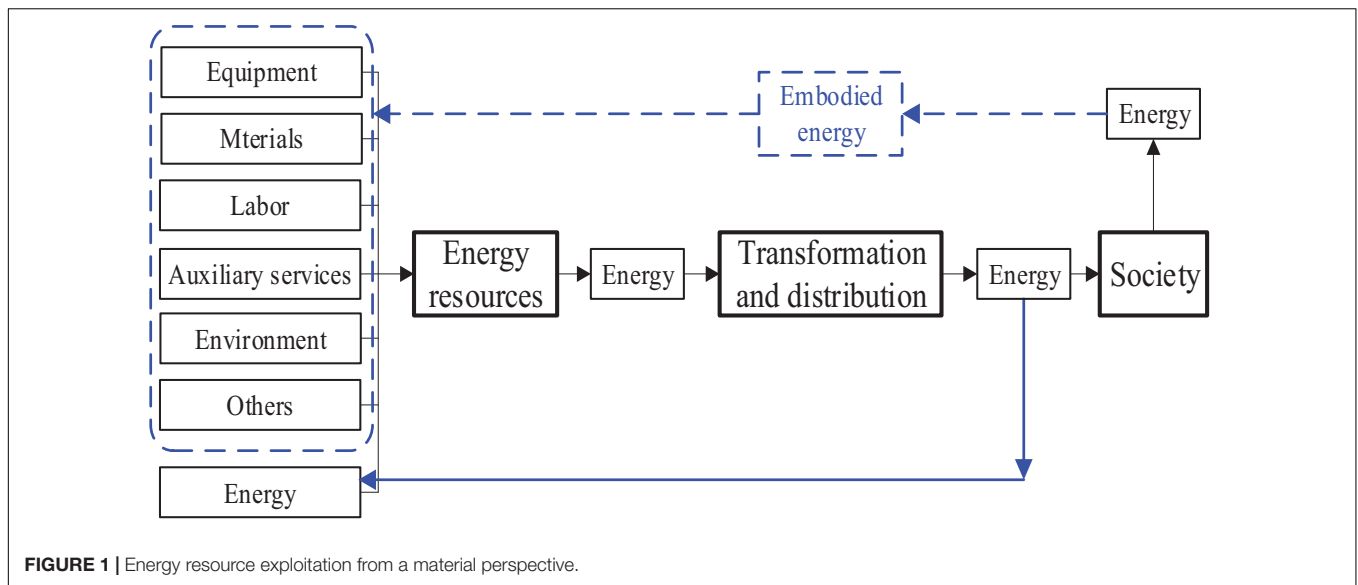 Equipment
Mterials
Labor
Auxiliary services
Environment
Others
Energy
Energy
resources
Energy
Transformation
and distribution
Energy
Society
Energy
Embodied
energy
FIGURE 1 | Energy resource exploitation from a material perspective.